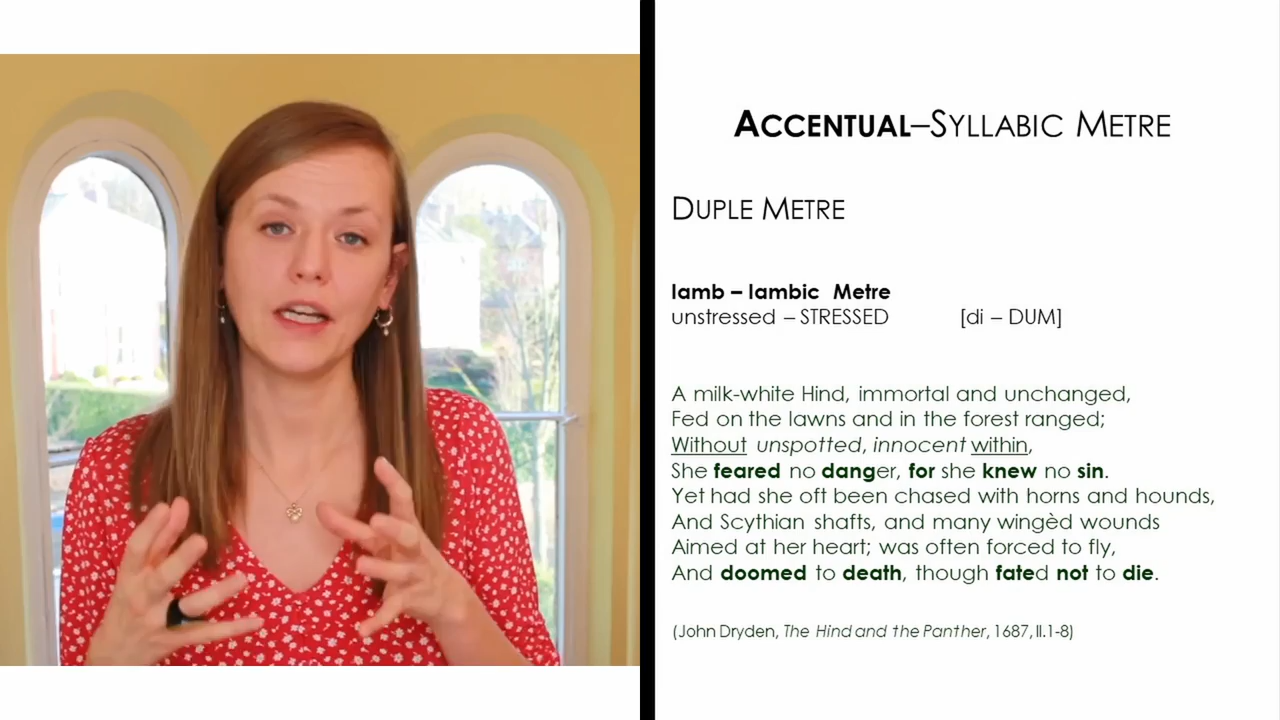 ACCENTUAL–SYLLABIC METRE
DUPLE METRE
Iamb – Iambic Metre
unstressed – STRESSED [di – DUM]
A milk-white Hind, immortal and unchanged,
Fed on the lawns and in the forest ranged;
Without unspotted, innocent within,
She feared no danger, for she knew no sin.
Yet had she oft been chased with horns and hounds,
And Scythian shafts, and many wingèd wounds
Aimed at her heart; was often forced to fly,
And doomed to death, though fated not to die.
(John Dryden, The Hind and the Panther, 1687, ll.1-8)